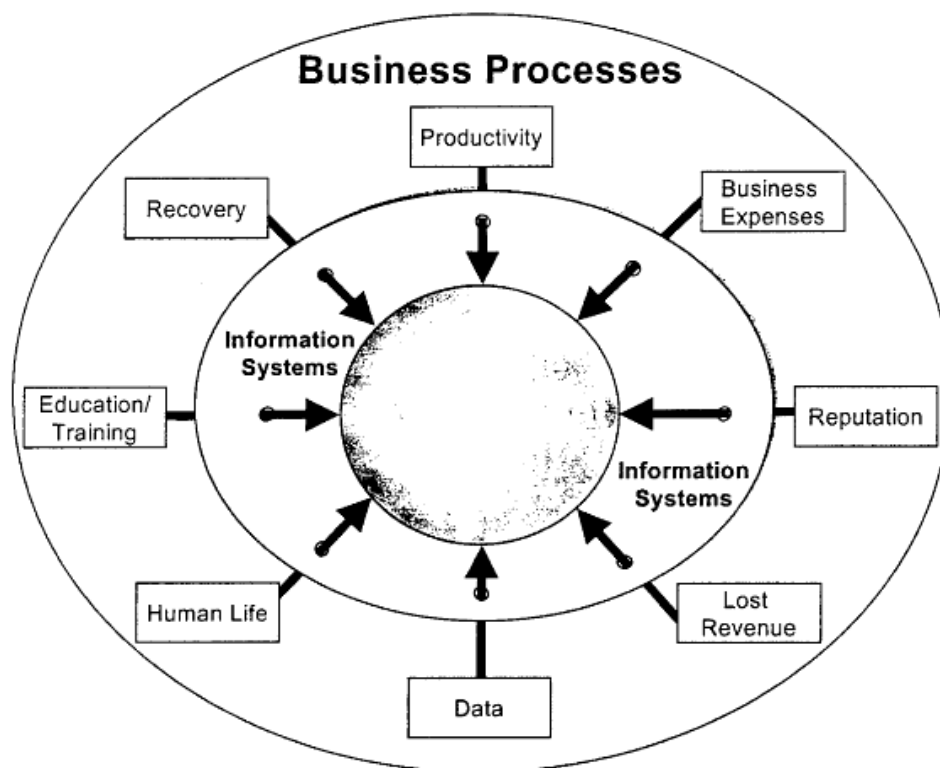 Business Processes
Productivity
Recovery
Business
Expenses
Information
Systems
Education/
Training
Reputation
Information
Systems
Human Life
Lost
Revenue
Data